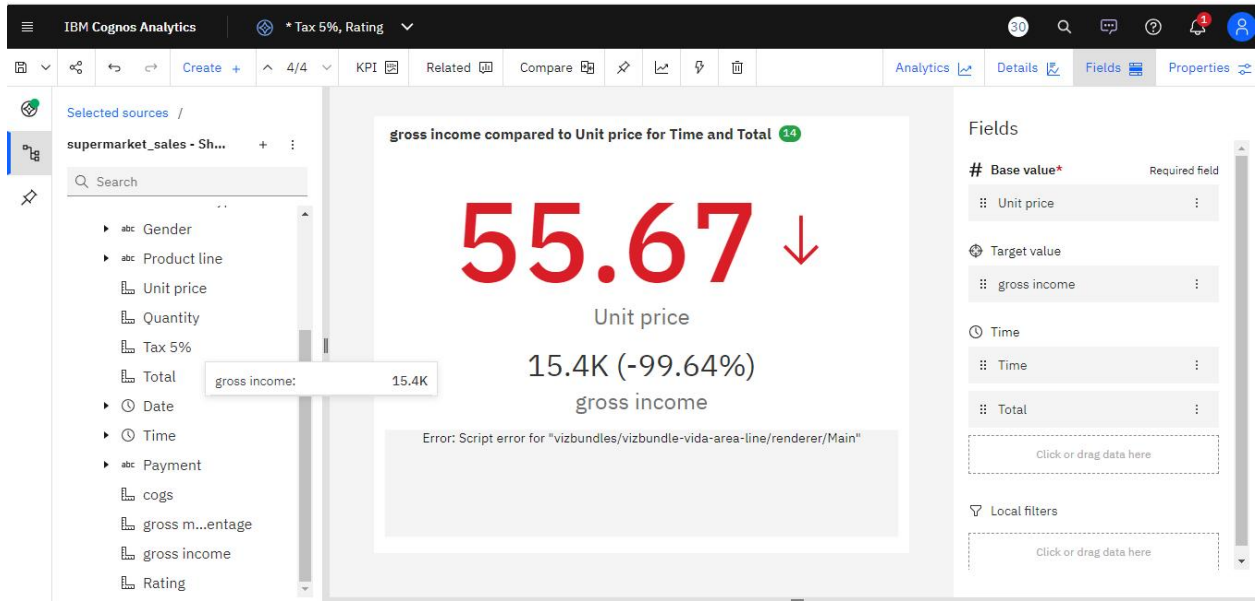 IBM Cognos Analytics
* Tax 5%, Rating
30
1
Create +
4/4
KPI
Related
Compare
Analytics
Details
Fields
Properties
Selected sources /
supermarket_sales - Sh...
Search
abc Gender
abc Product line
Unit price
Quantity
Tax 5%
Total
Date
Time
abc Payment
cogs
gross m...entage
gross income
Rating
gross income: 15.4K
gross income compared to Unit price for Time and Total 14
55.67
Unit price
15.4K (-99.64%)
gross income
Error: Script error for "vizbundles/vizbundle-vida-area-line/renderer/Main"
Fields
# Base value* Required field
Unit price
Target value
gross income
Time
Time
Total
Click or drag data here
Local filters
Click or drag data here